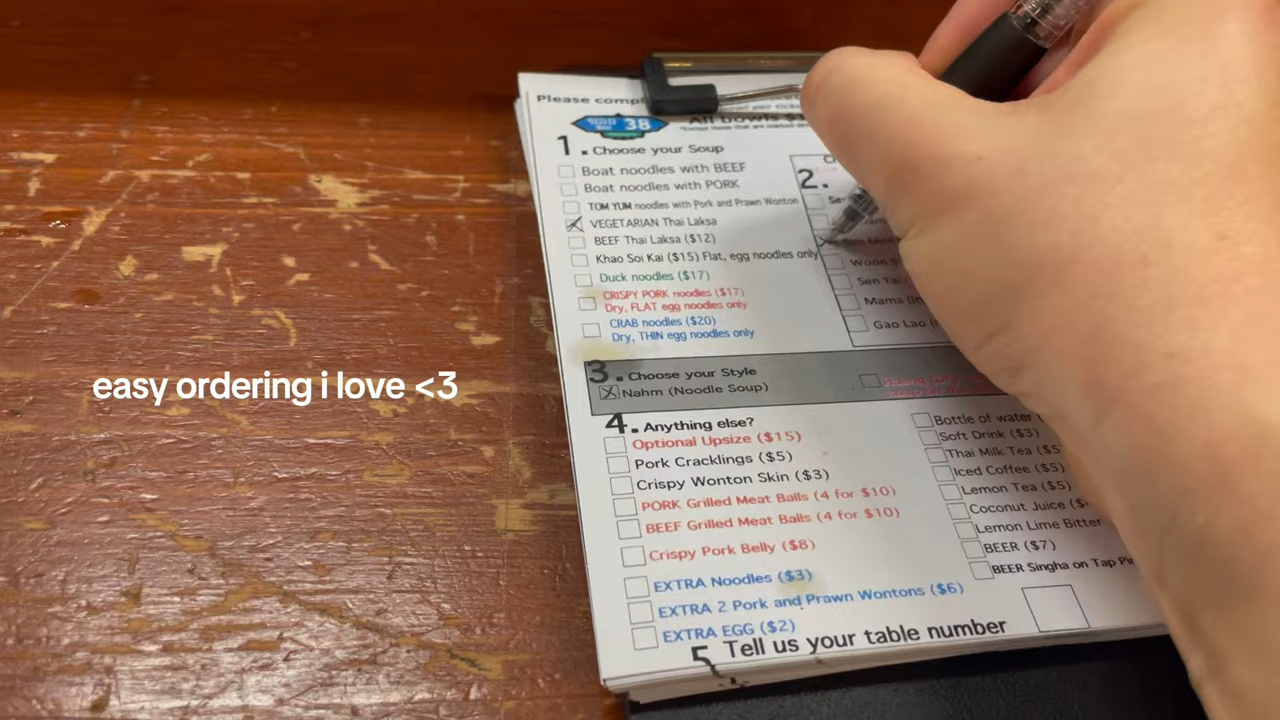 Please
38
All bowls
1. Choose your Soup
Boat noodles with BEEF
Boat noodles with PORK
TOM YUM noodles with Pork and Prawn Wonton
VEGETARIAN Thai Laksa
BEEF Thai Laksa ($12)
Khao Soi Kai ($15) Flat, egg noodles only
Duck noodles ($17)
CRISPY PORK noodles ($17)
Dry, FLAT egg noodles only
CRAB noodles ($20)
Dry, THIN egg noodles only
2.
Sen Yai
Mama
Gao Lao
3. Choose your Style
Nahm (Noodle Soup)
4. Anything else?
Optional Upsize ($15)
Pork Cracklings ($5)
Crispy Wonton Skin ($3)
PORK Grilled Meat Balls (4 for $10)
BEEF Grilled Meat Balls (4 for $10)
Crispy Pork Belly ($8)
EXTRA Noodles ($3)
EXTRA 2 Pork and Prawn Wontons ($6)
EXTRA EGG ($2)
Bottle of water
Soft Drink ($3)
Thai Milk Tea ($5
Iced Coffee ($5)
Lemon Tea ($5)
Coconut Juice
Lemon Lime Bitter
BEER ($7)
BEER Singha on Tap
5. Tell us your table number
easy ordering i love <3